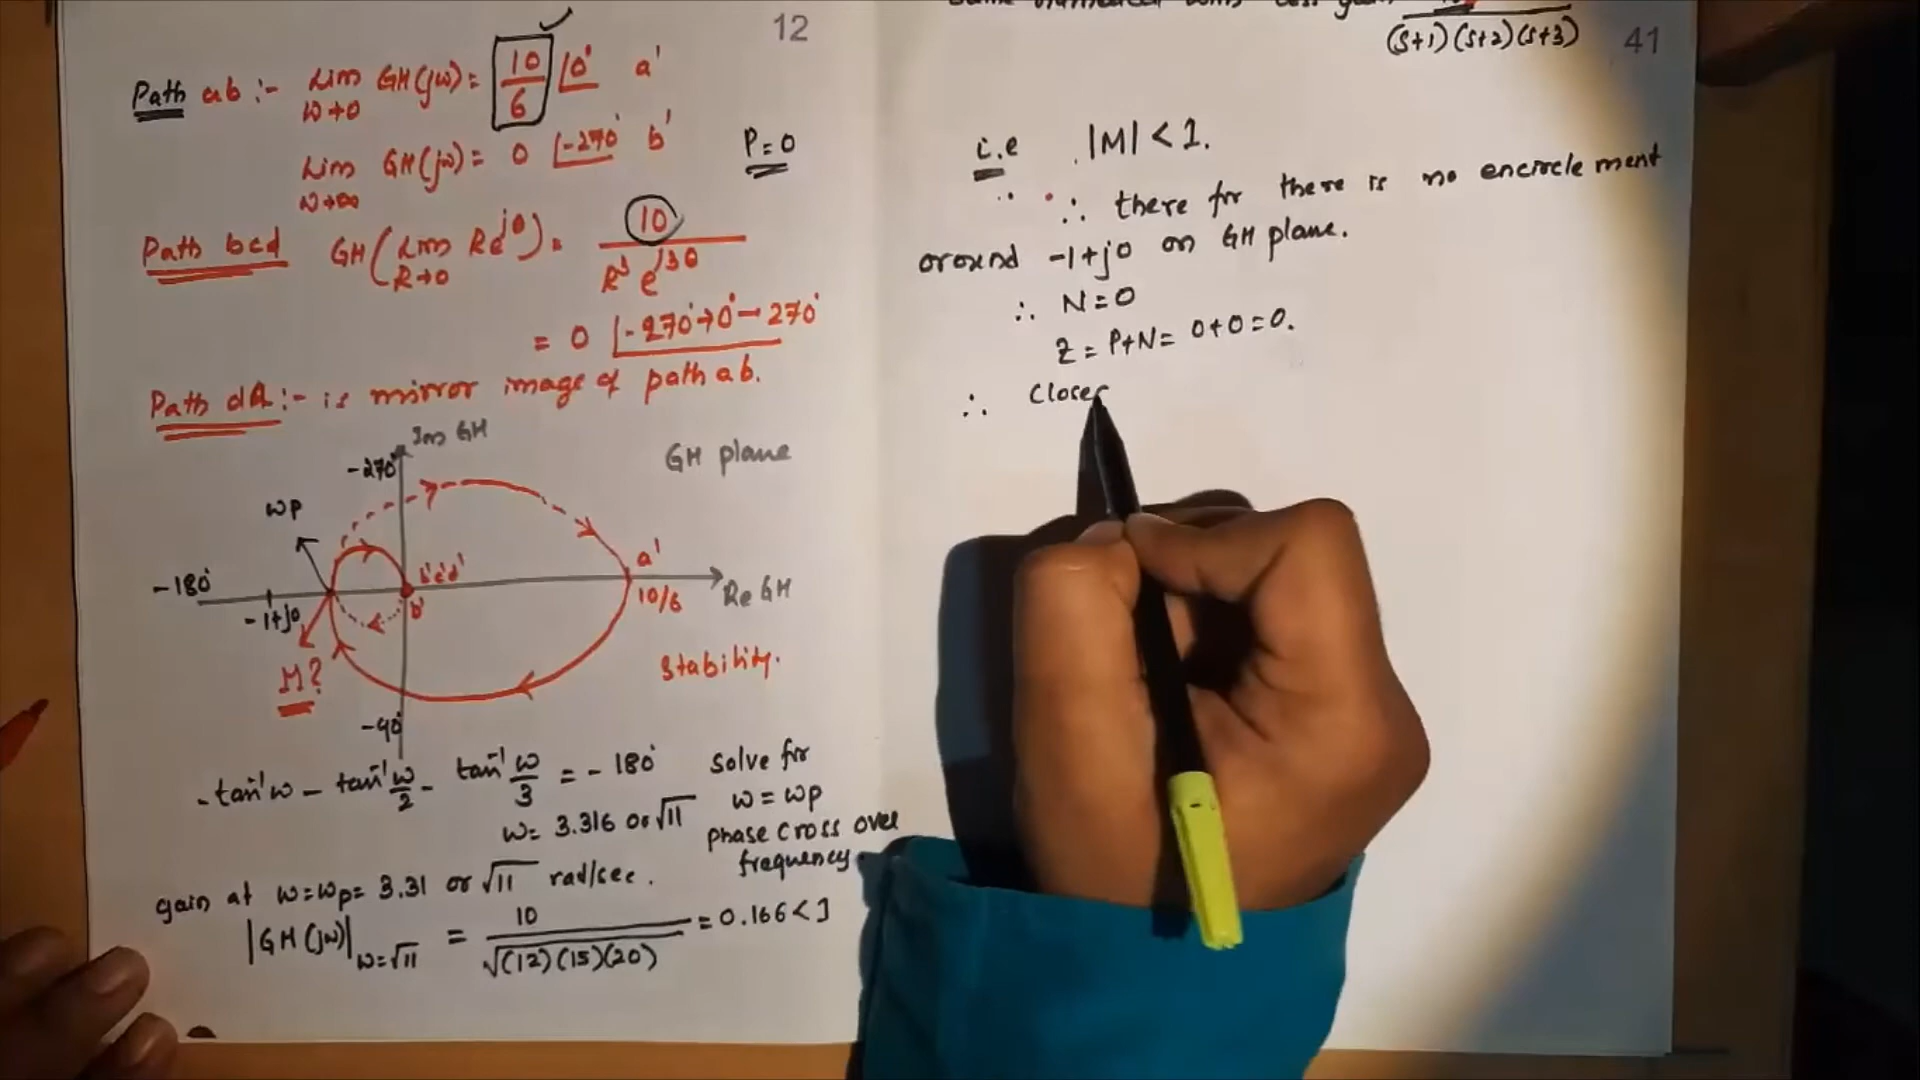 12
Path ab :- Lim GH(jω) = 10/6 ∠0° a'
ω→0
Lim GH(jω) = 0 ∠-270° b' P=0
ω→∞
Path bcd GH(Lim Re^jθ) = 10
R→0 R³ e^j3θ
= 0 ∠-270°→0°→270°
Path da :- is mirror image of path ab.
Im GH
-270°
GH plane
ωp
-180°
-1+j0
b'c'd'
b'
a'
10/6
Re GH
M?
Stability.
-90°
-tan⁻¹ω - tan⁻¹ω/2 - tan⁻¹ω/3 = -180° Solve for
ω = 3.316 or √11 ω = ωp
phase cross over
frequency.
gain at ω=ωp= 3.31 or √11 rad/sec.
|GH(jω)| ω=√11 = 10/√(12)(15)(20) = 0.166 < 1
gain
(s+1)(s+2)(s+3) 41
i.e |M| < 1.
∴ there for there is no encirclement
around -1+j0 on GH plane.
∴ N=0
Z = P+N = 0+0=0.
∴ Close